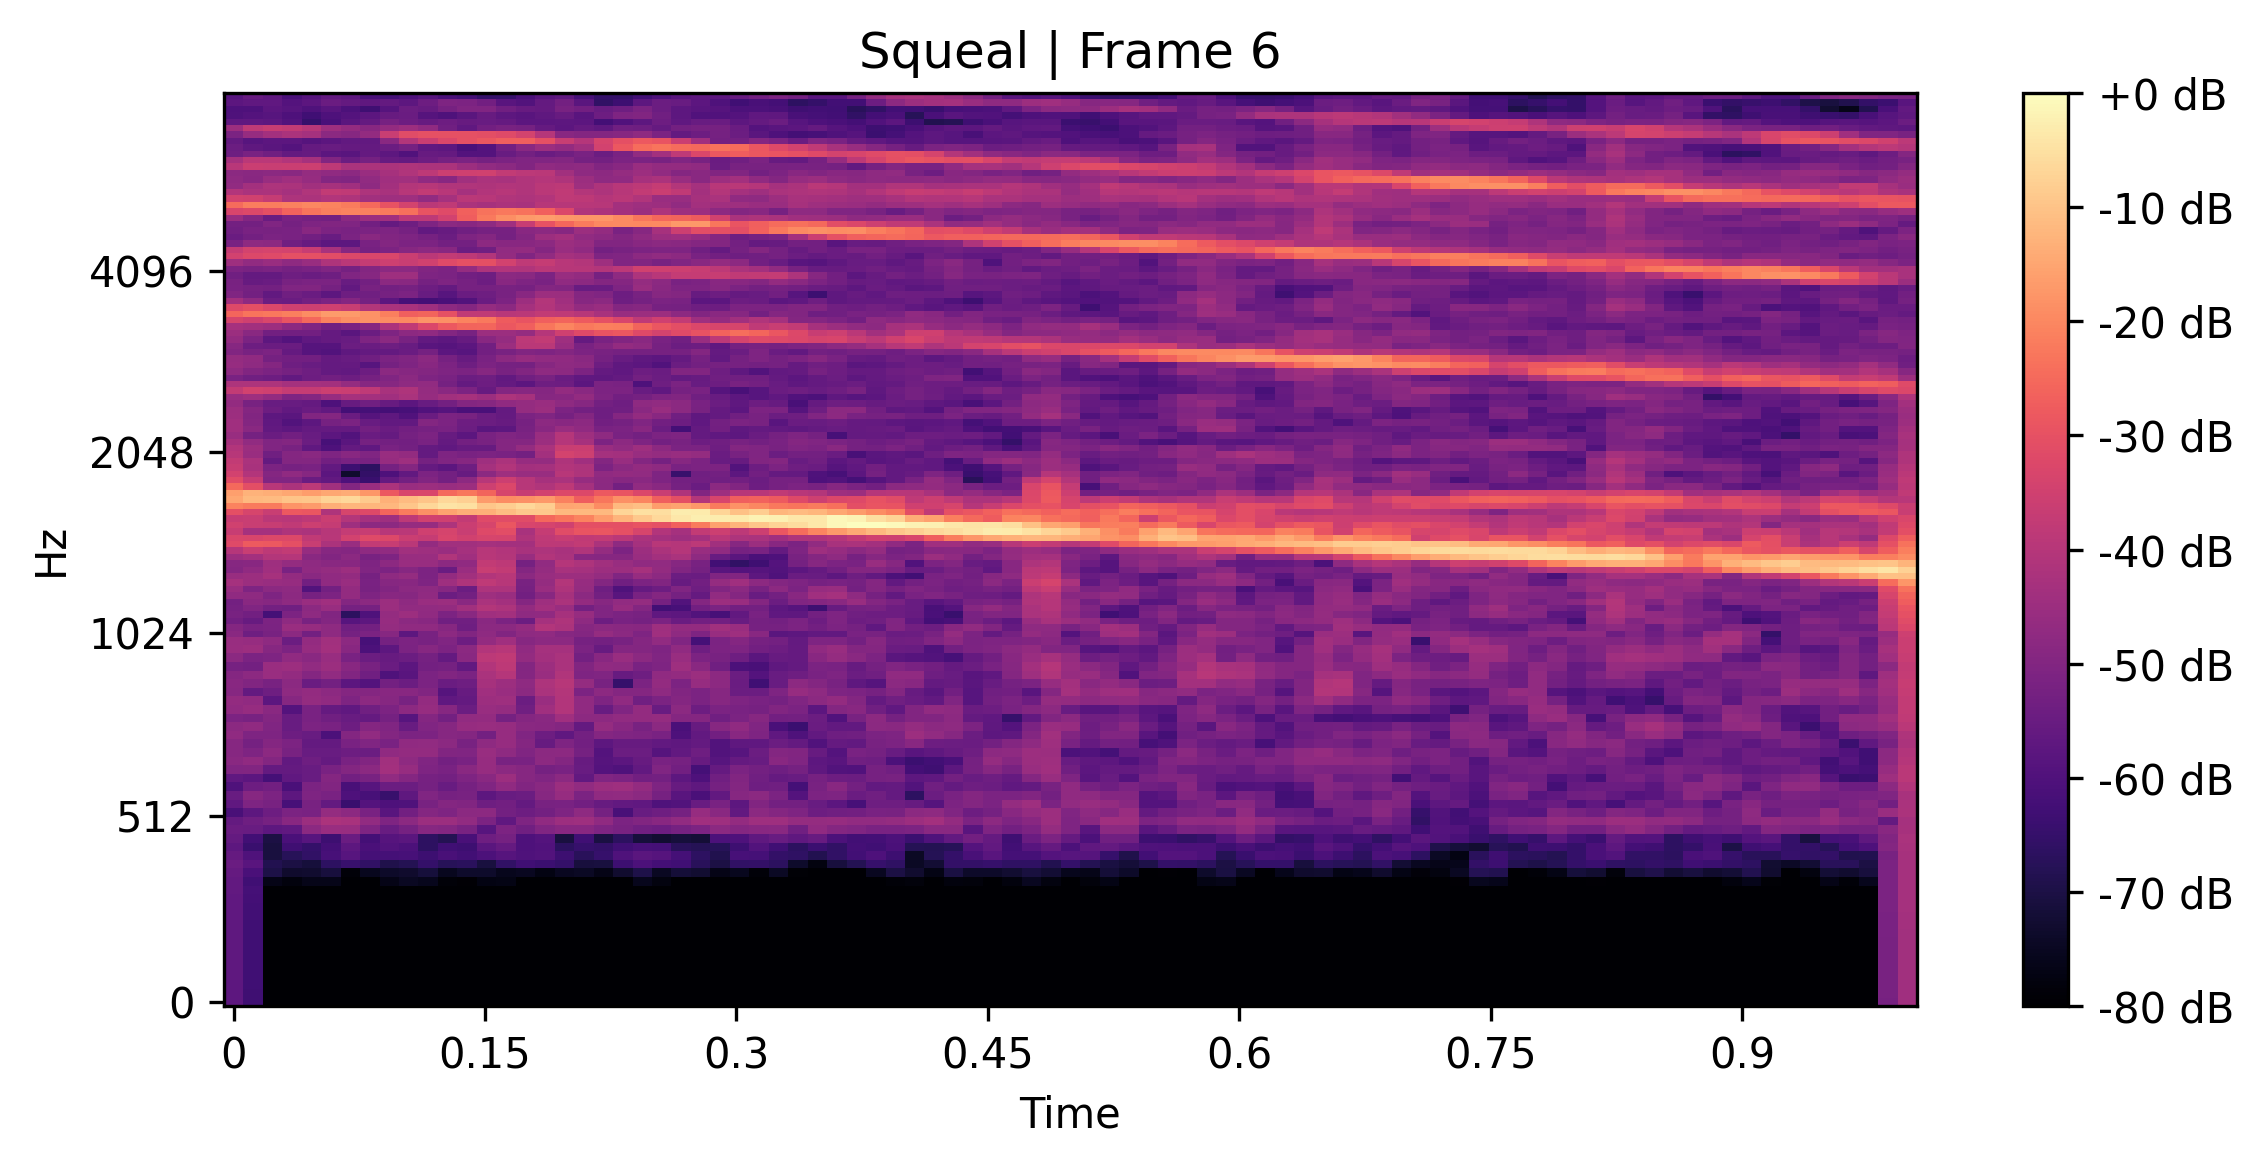 Squeal | Frame 6
+0 dB
-10 dB
-20 dB
-30 dB
-40 dB
-50 dB
-60 dB
-70 dB
-80 dB
Hz
4096
2048
1024
512
0
0 0.15 0.3 0.45 0.6 0.75 0.9
Time